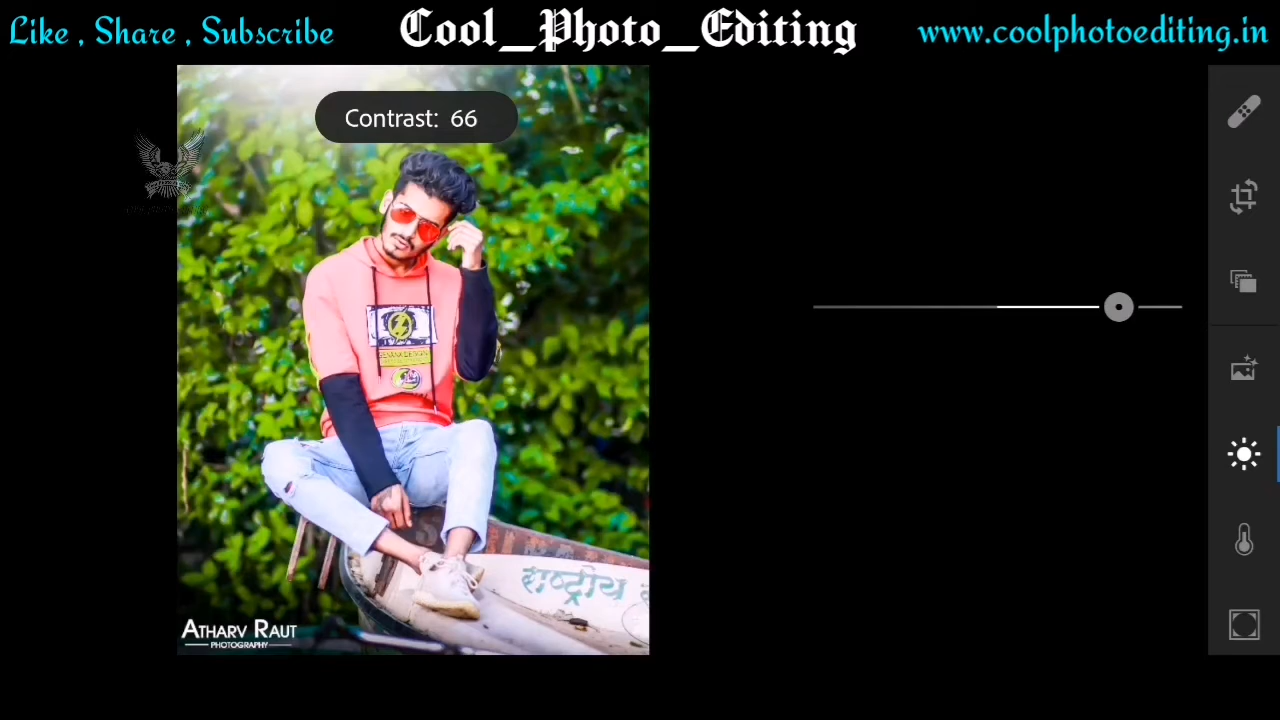 Like , Share , Subscribe
Cool_Photo_Editing
www.coolphotoediting.in
Contrast: 66
राष्ट्रीय
ATHARV RAUT
PHOTOGRAPHY